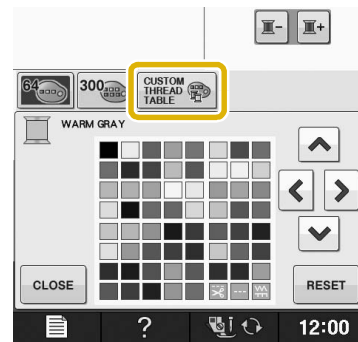 64
300
CUSTOM
THREAD
TABLE
WARM GRAY
CLOSE
RESET
?
12:00